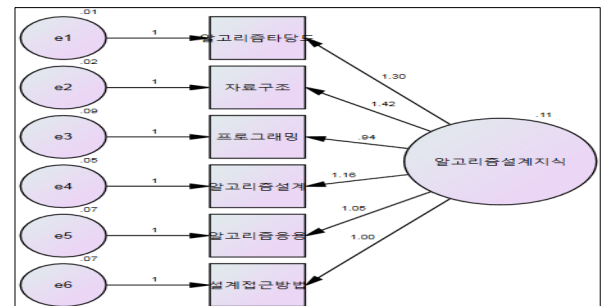 .01
e1
1
알고리즘타당도
.02
e2
1
자료구조
.09
e3
1
프로그래밍
.05
e4
1
알고리즘설계
.07
e5
1
알고리즘응용
.07
e6
1
설계접근방법
1.30
1.42
.94
1.16
1.05
1.00
.11
알고리즘설계지식